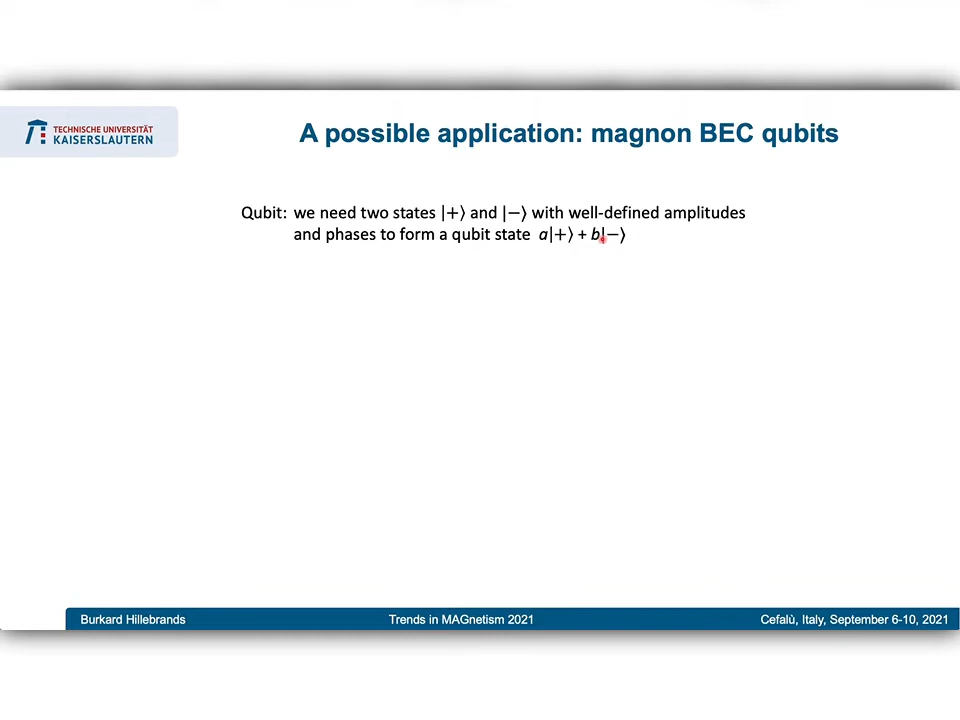 TECHNISCHE UNIVERSITÄT
KAISERSLAUTERN
A possible application: magnon BEC qubits
Qubit: we need two states |+⟩ and |−⟩ with well-defined amplitudes
and phases to form a qubit state a|+⟩ + b|−⟩
Burkard Hillebrands
Trends in MAGnetism 2021
Cefalù, Italy, September 6-10, 2021